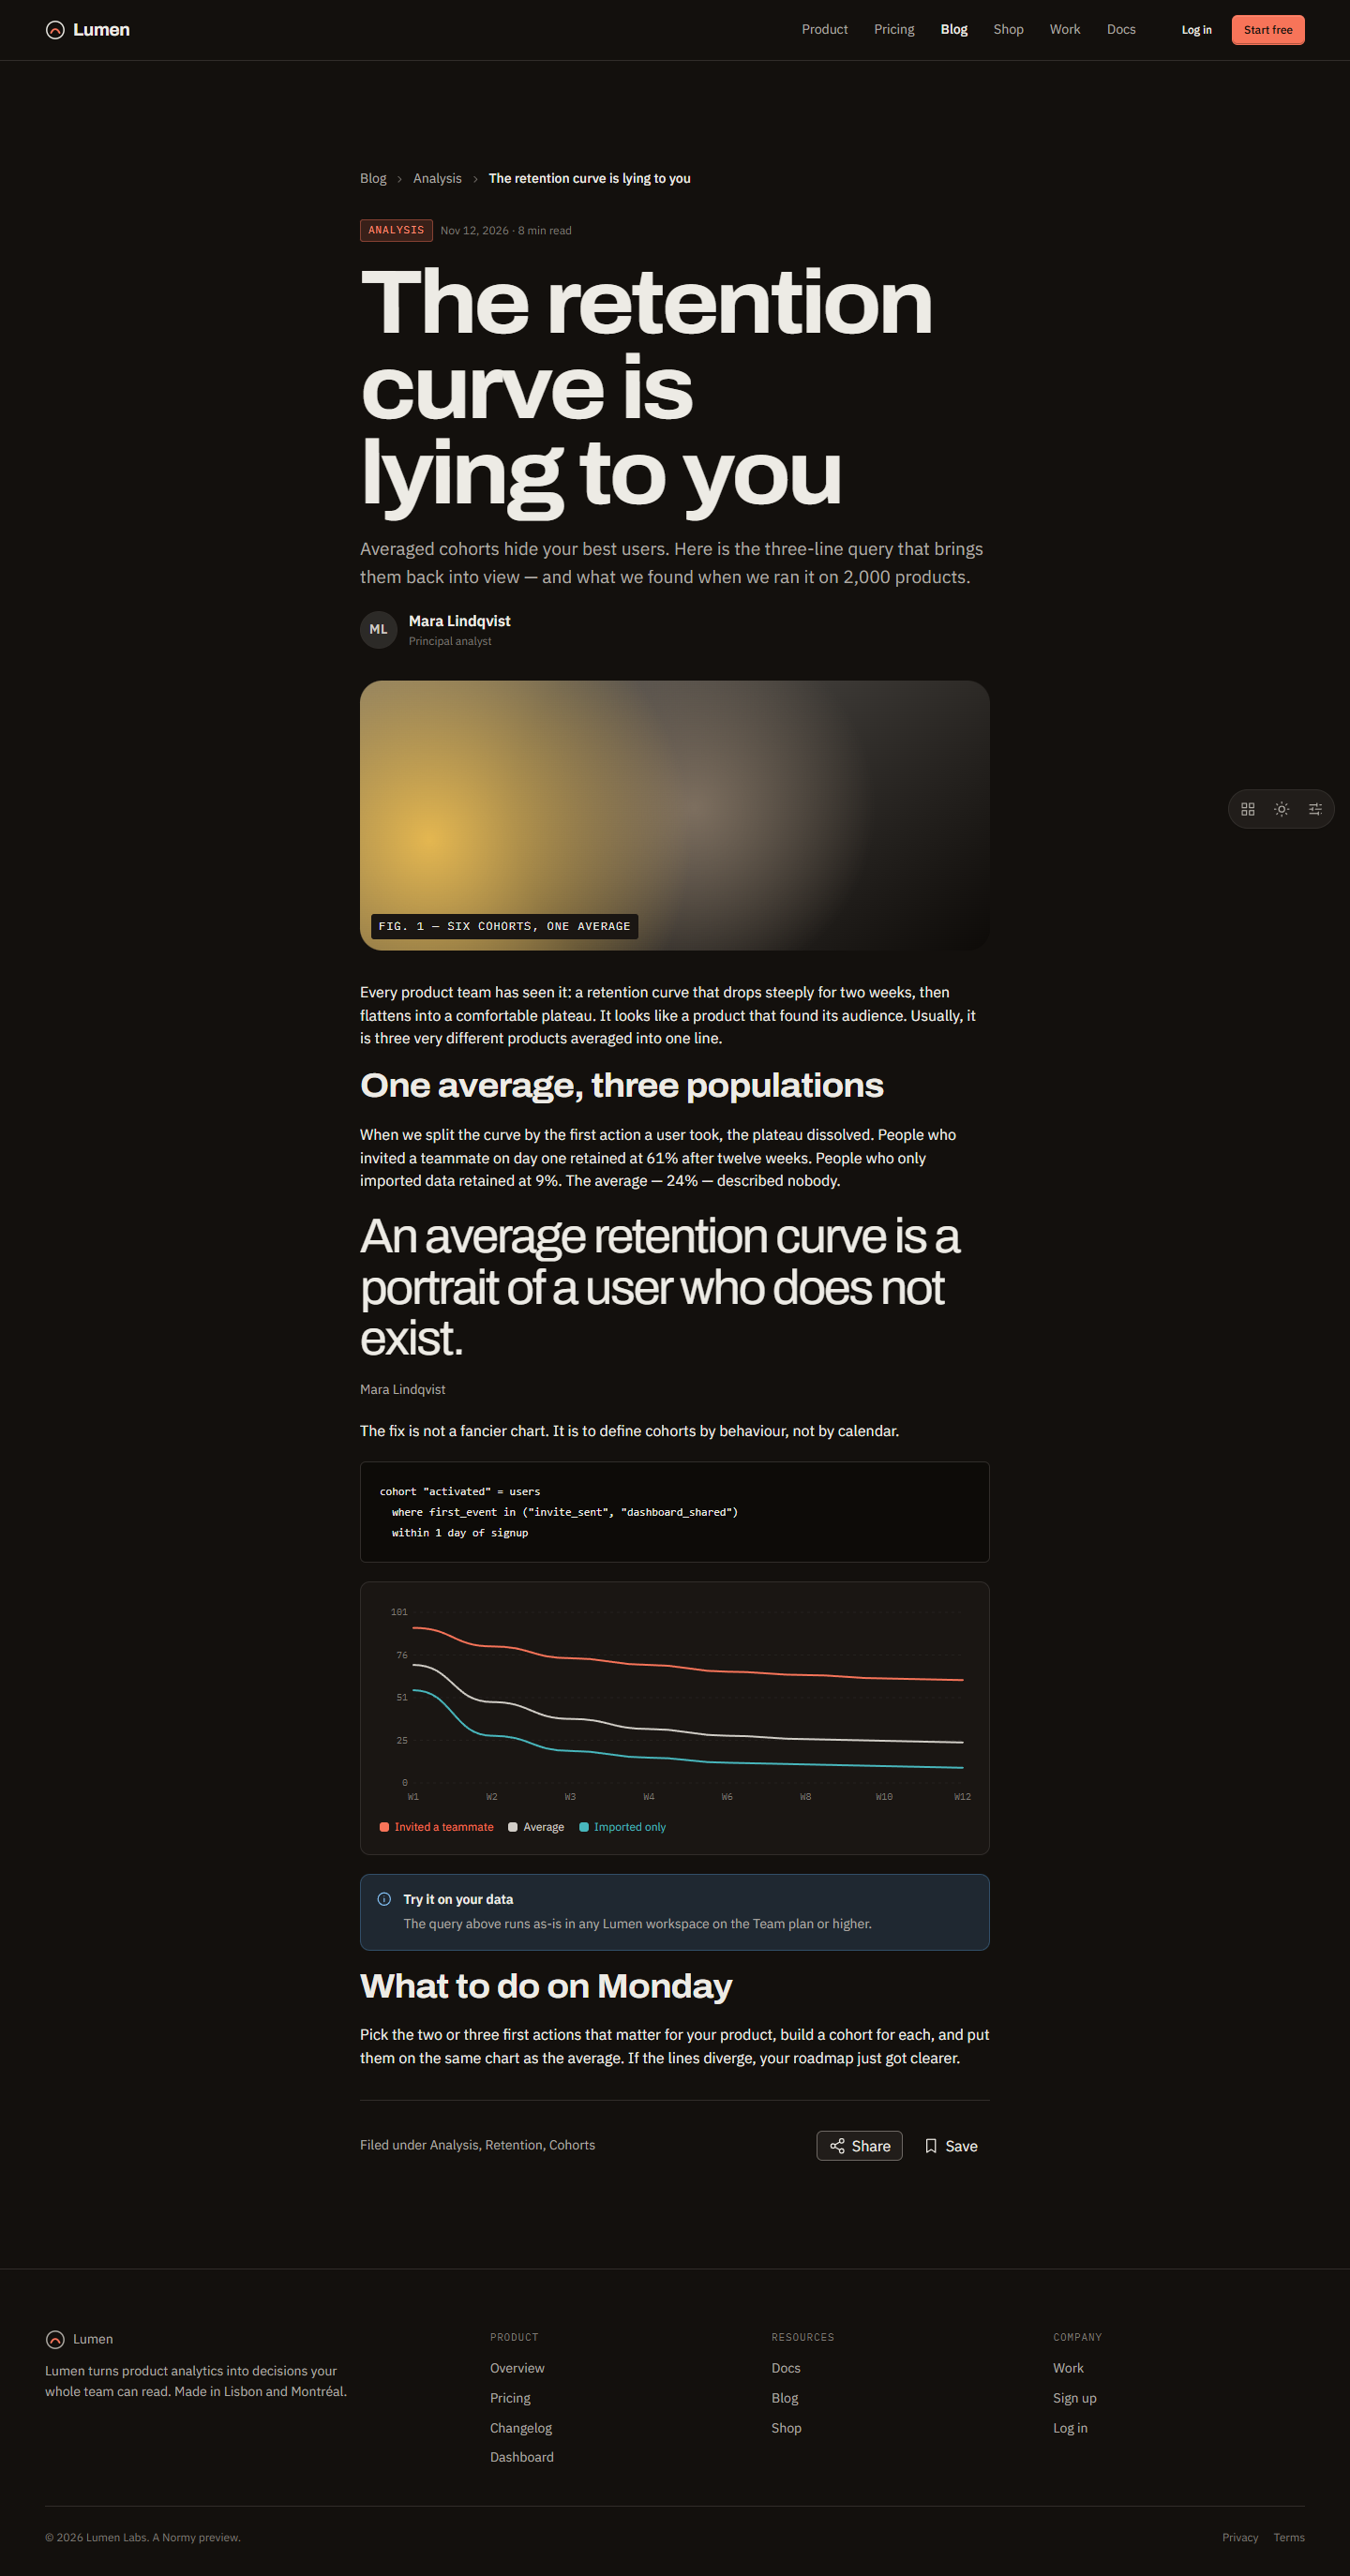 Lumen
Product Pricing Blog Shop Work Docs Log in Start free
Blog › Analysis › The retention curve is lying to you
ANALYSIS Nov 12, 2026 · 8 min read
The retention
curve is
lying to you
Averaged cohorts hide your best users. Here is the three-line query that brings
them back into view — and what we found when we ran it on 2,000 products.
ML Mara Lindqvist
Principal analyst
FIG. 1 — SIX COHORTS, ONE AVERAGE
Every product team has seen it: a retention curve that drops steeply for two weeks, then
flattens into a comfortable plateau. It looks like a product that found its audience. Usually, it
is three very different products averaged into one line.
One average, three populations
When we split the curve by the first action a user took, the plateau dissolved. People who
invited a teammate on day one retained at 61% after twelve weeks. People who only
imported data retained at 9%. The average — 24% — described nobody.
An average retention curve is a
portrait of a user who does not
exist.
Mara Lindqvist
The fix is not a fancier chart. It is to define cohorts by behaviour, not by calendar.
cohort "activated" = users
where first_event in ("invite_sent", "dashboard_shared")
within 1 day of signup
101
76
51
25
0
W1 W2 W3 W4 W6 W8 W10 W12
Invited a teammate Average Imported only
Try it on your data
The query above runs as-is in any Lumen workspace on the Team plan or higher.
What to do on Monday
Pick the two or three first actions that matter for your product, build a cohort for each, and put
them on the same chart as the average. If the lines diverge, your roadmap just got clearer.
Filed under Analysis, Retention, Cohorts
Share Save
Lumen
Lumen turns product analytics into decisions your
whole team can read. Made in Lisbon and Montréal.
PRODUCT
Overview
Pricing
Changelog
Dashboard
RESOURCES
Docs
Blog
Shop
COMPANY
Work
Sign up
Log in
© 2026 Lumen Labs. A Normy preview.
Privacy Terms